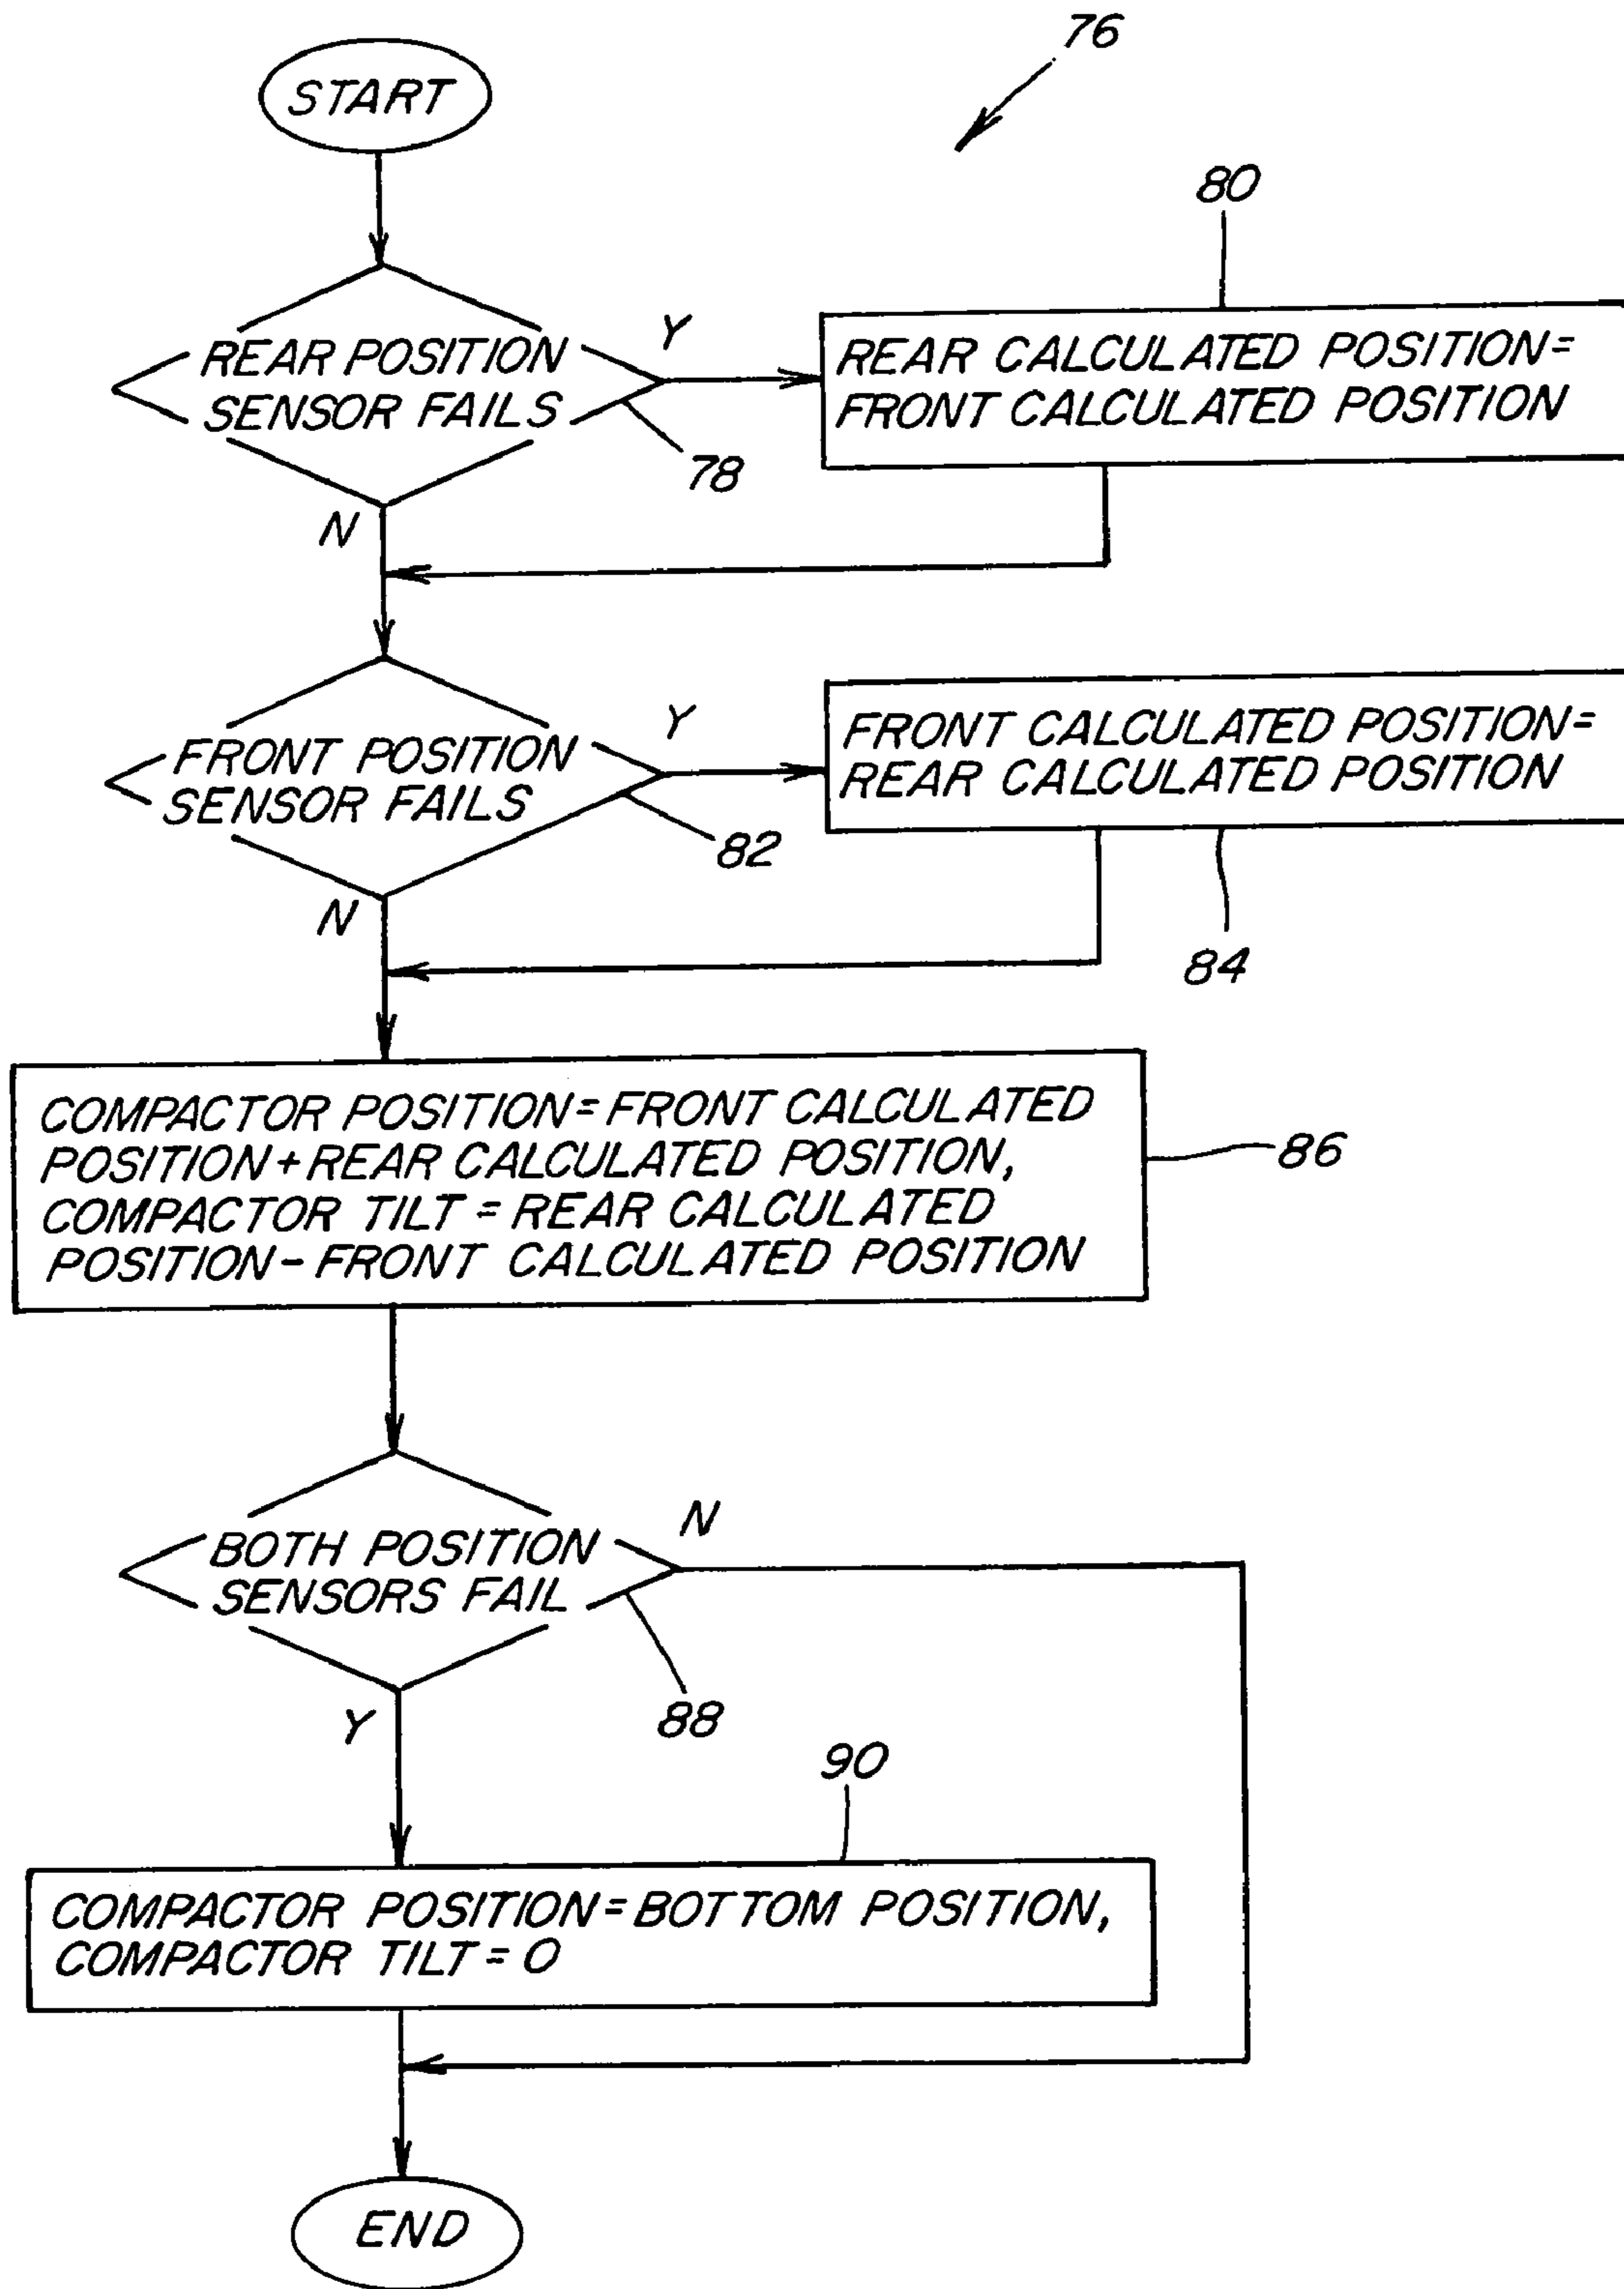 76
START
80
REAR POSITION
SENSOR FAILS
Y
REAR CALCULATED POSITION=
FRONT CALCULATED POSITION
78
N
FRONT POSITION
SENSOR FAILS
Y
FRONT CALCULATED POSITION=
REAR CALCULATED POSITION
82
N
84
COMPACTOR POSITION=FRONT CALCULATED
POSITION+REAR CALCULATED POSITION,
COMPACTOR TILT=REAR CALCULATED
POSITION-FRONT CALCULATED POSITION
86
BOTH POSITION
SENSORS FAIL
N
88
Y
90
COMPACTOR POSITION=BOTTOM POSITION,
COMPACTOR TILT=0
END